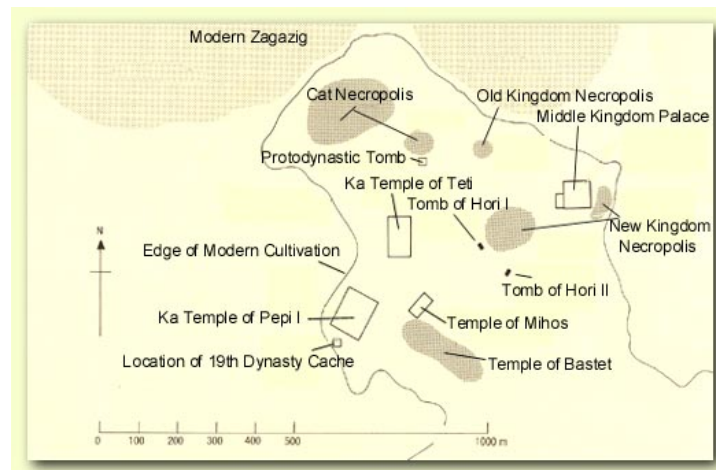 Modern Zagazig
Cat Necropolis
Old Kingdom Necropolis
Middle Kingdom Palace
Protodynastic Tomb
Ka Temple of Teti
Tomb of Hori I
New Kingdom
Necropolis
N
Edge of Modern Cultivation
Tomb of Hori II
Ka Temple of Pepi I
Temple of Mihos
Location of 19th Dynasty Cache
Temple of Bastet
0 100 200 300 400 500 1000 m